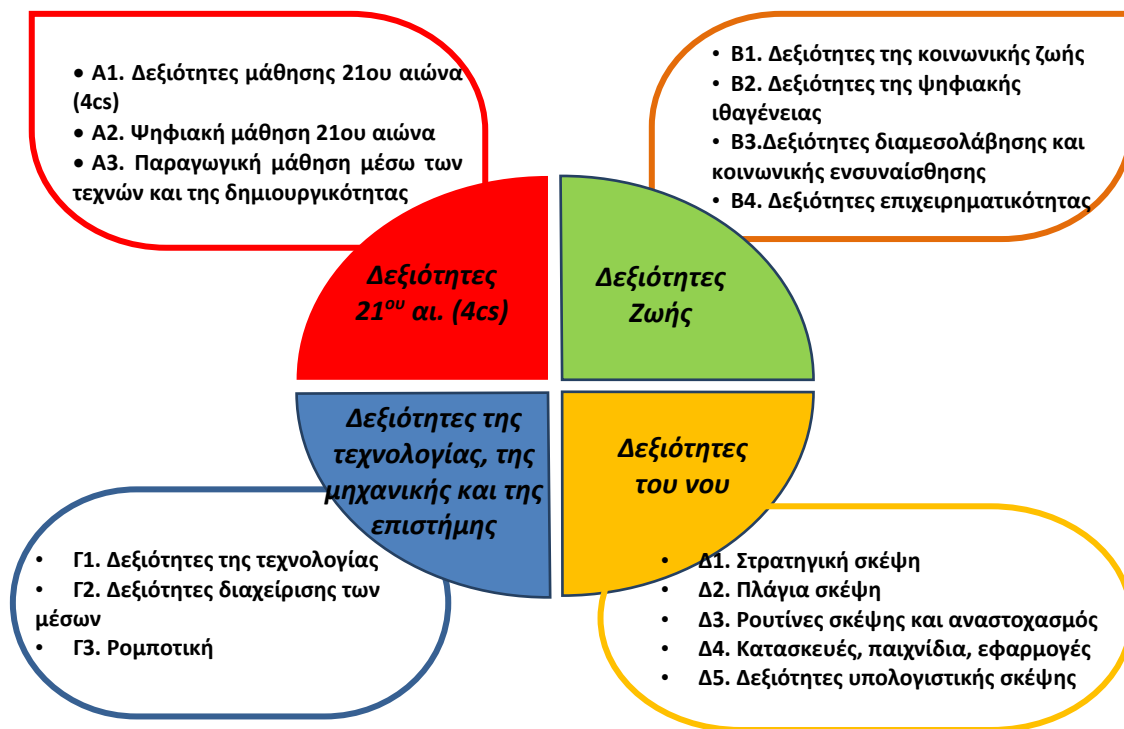 • Α1. Δεξιότητες μάθησης 21ου αιώνα
(4cs)
• Α2. Ψηφιακή μάθηση 21ου αιώνα
• Α3. Παραγωγική μάθηση μέσω των
τεχνών και της δημιουργικότητας
• Β1. Δεξιότητες της κοινωνικής ζωής
• Β2. Δεξιότητες της ψηφιακής
ιθαγένειας
• Β3.Δεξιότητες διαμεσολάβησης και
κοινωνικής ενσυναίσθησης
• Β4. Δεξιότητες επιχειρηματικότητας
Δεξιότητες
21ου αι. (4cs)
Δεξιότητες
Ζωής
Δεξιότητες της
τεχνολογίας, της
μηχανικής και της
επιστήμης
Δεξιότητες
του νου
• Γ1. Δεξιότητες της τεχνολογίας
• Γ2. Δεξιότητες διαχείρισης των
μέσων
• Γ3. Ρομποτική
• Δ1. Στρατηγική σκέψη
• Δ2. Πλάγια σκέψη
• Δ3. Ρουτίνες σκέψης και αναστοχασμός
• Δ4. Κατασκευές, παιχνίδια, εφαρμογές
• Δ5. Δεξιότητες υπολογιστικής σκέψης